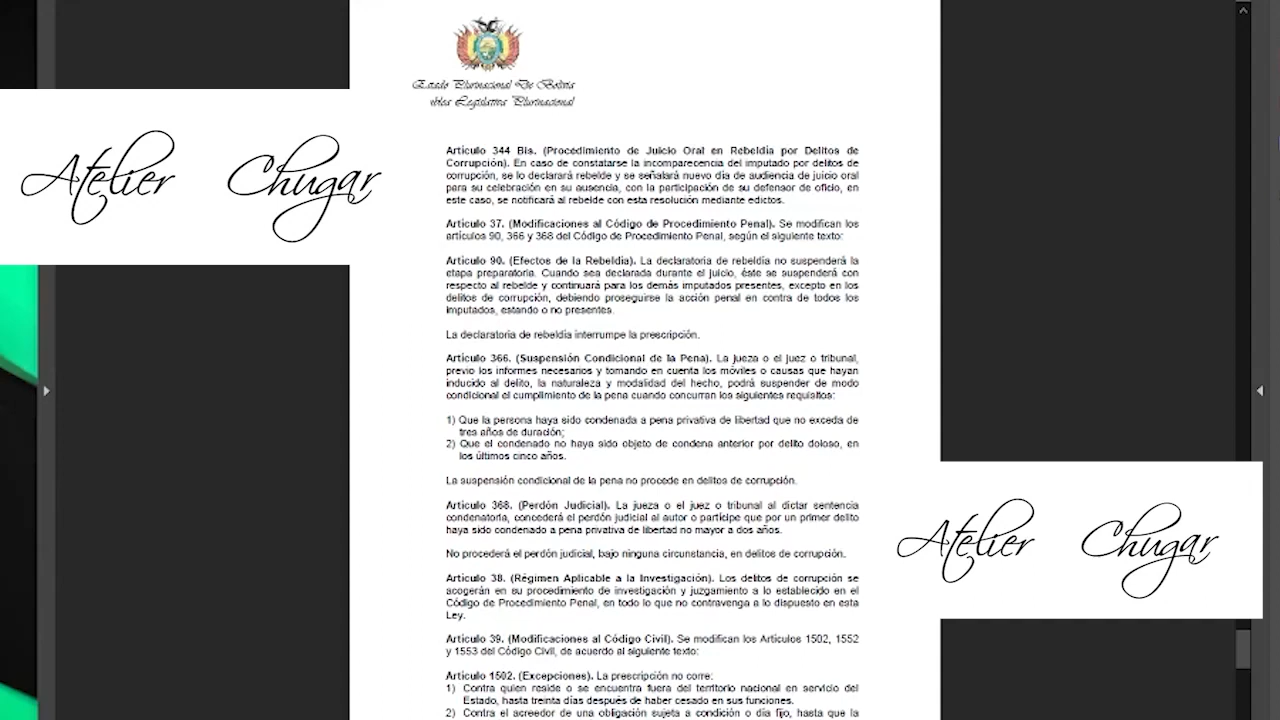 Estado Plurinacional De Bolivia
blea Legislativa Plurinacional
Atelier Chugar
Artículo 344 Bis. (Procedimiento de Juicio Oral en Rebeldía por Delitos de
Corrupción). En caso de constatarse la incomparecencia del imputado por delitos de
corrupción, se lo declarará rebelde y se señalará nuevo día de audiencia de juicio oral
para su celebración en su ausencia, con la participación de su defensor de oficio, en
este caso, se notificará al rebelde con esta resolución mediante edictos.
Artículo 37. (Modificaciones al Código de Procedimiento Penal). Se modifican los
artículos 90, 366 y 368 del Código de Procedimiento Penal, según el siguiente texto:
Artículo 90. (Efectos de la Rebeldía). La declaratoria de rebeldía no suspenderá la
etapa preparatoria. Cuando sea declarada durante el juicio, éste se suspenderá con
respecto al rebelde y continuará para los demás imputados presentes, excepto en los
delitos de corrupción, debiendo proseguirse la acción penal en contra de todos los
imputados, estando o no presentes.
La declaratoria de rebeldía interrumpe la prescripción.
Artículo 366. (Suspensión Condicional de la Pena). La jueza o el juez o tribunal,
previo los informes necesarios y tomando en cuenta los móviles o causas que hayan
inducido al delito, la naturaleza y modalidad del hecho, podrá suspender de modo
condicional el cumplimiento de la pena cuando concurran los siguientes requisitos:
1) Que la persona haya sido condenada a pena privativa de libertad que no exceda de
tres años de duración;
2) Que el condenado no haya sido objeto de condena anterior por delito doloso, en
los últimos cinco años.
La suspensión condicional de la pena no procede en delitos de corrupción.
Artículo 368. (Perdón Judicial). La jueza o el juez o tribunal al dictar sentencia
condenatoria, concederá el perdón judicial al autor o partícipe que por un primer delito
haya sido condenado a pena privativa de libertad no mayor a dos años.
No procederá el perdón judicial, bajo ninguna circunstancia, en delitos de corrupción.
Atelier Chugar
Artículo 38. (Régimen Aplicable a la Investigación). Los delitos de corrupción se
acogerán en su procedimiento de investigación y juzgamiento a lo establecido en el
Código de Procedimiento Penal, en todo lo que no contravenga a lo dispuesto en esta
Ley.
Artículo 39. (Modificaciones al Código Civil). Se modifican los Artículos 1502, 1552
y 1553 del Código Civil, de acuerdo al siguiente texto:
Artículo 1502. (Excepciones). La prescripción no corre:
1) Contra quien reside o se encuentra fuera del territorio nacional en servicio del
Estado, hasta treinta días después de haber cesado en sus funciones.
2) Contra el acreedor de una obligación sujeta a condición o día fijo, hasta que la